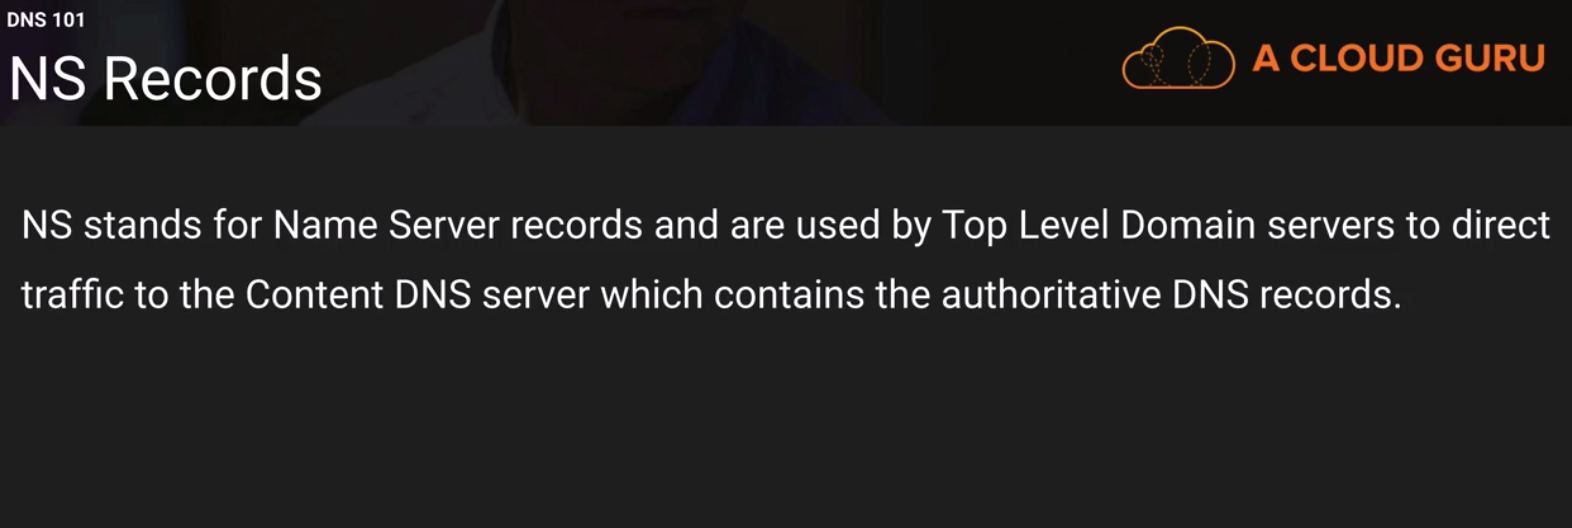 DNS 101
NS Records
A CLOUD GURU
NS stands for Name Server records and are used by Top Level Domain servers to direct
traffic to the Content DNS server which contains the authoritative DNS records.